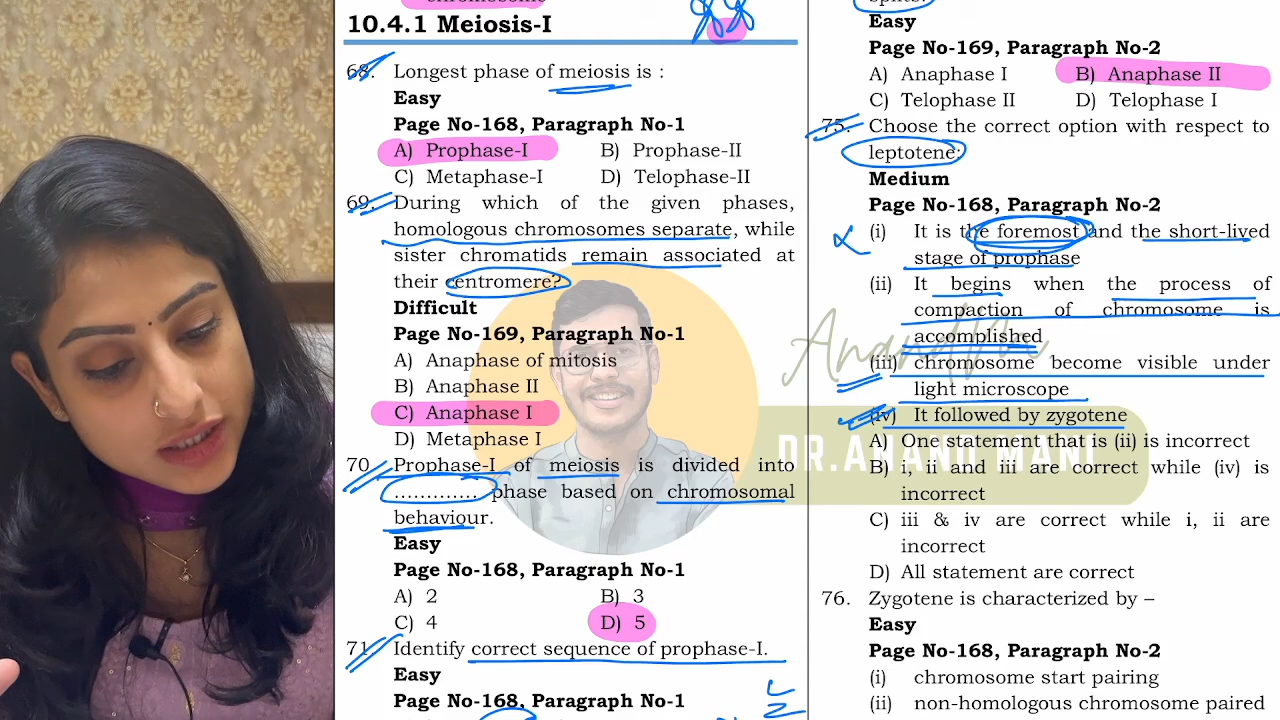 chromosome
10.4.1 Meiosis-I
68. Longest phase of meiosis is :
Easy
Page No-168, Paragraph No-1
A) Prophase-I B) Prophase-II
C) Metaphase-I D) Telophase-II
69. During which of the given phases,
homologous chromosomes separate, while
sister chromatids remain associated at
their centromere?
Difficult
Page No-169, Paragraph No-1
A) Anaphase of mitosis
B) Anaphase II
C) Anaphase I
D) Metaphase I
70. Prophase-I of meiosis is divided into
............. phase based on chromosomal
behaviour.
Easy
Page No-168, Paragraph No-1
A) 2 B) 3
C) 4 D) 5
71. Identify correct sequence of prophase-I.
Easy
Page No-168, Paragraph No-1
L
Z
splits.
Easy
Page No-169, Paragraph No-2
A) Anaphase I B) Anaphase II
C) Telophase II D) Telophase I
75. Choose the correct option with respect to
leptotene:
Medium
Page No-168, Paragraph No-2
(i) It is the foremost and the short-lived
stage of prophase
(ii) It begins when the process of
compaction of chromosome is
accomplished
(iii) chromosome become visible under
light microscope
(iv) It followed by zygotene
A) One statement that is (ii) is incorrect
B) i, ii and iii are correct while (iv) is
incorrect
C) iii & iv are correct while i, ii are
incorrect
D) All statement are correct
76. Zygotene is characterized by –
Easy
Page No-168, Paragraph No-2
(i) chromosome start pairing
(ii) non-homologous chromosome paired
Anand Mani
DR.ANAND MANI